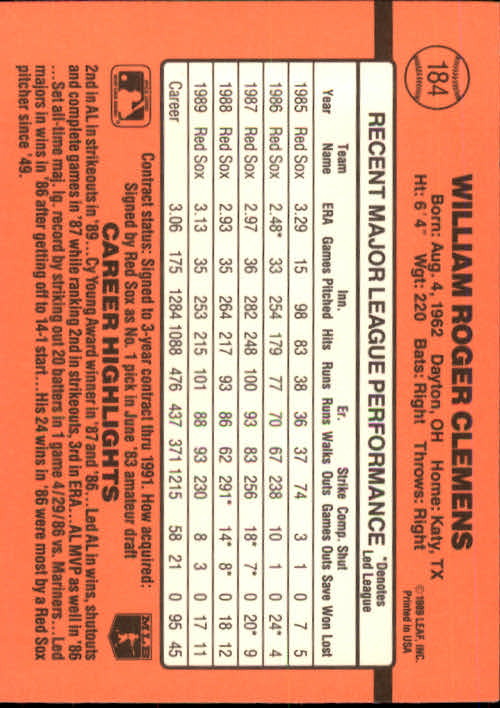 184
WILLIAM ROGER CLEMENS
Born: Aug. 4, 1962 Dayton, OH Home: Katy, TX
Ht: 6'4" Wgt: 220 Bats: Right Throws: Right
© 1989 LEAF, INC.
Printed in USA
RECENT MAJOR LEAGUE PERFORMANCE *Denotes Led League
Team Inn. Er. Strike Comp. Shut
Year Name ERA Games Pitched Hits Runs Runs Walks Outs Games Outs Save Won Lost
1985 Red Sox 3.29 15 98 83 38 36 37 74 3 1 0 7 5
1986 Red Sox 2.48* 33 254 179 77 70 67 238 10 1 0 24* 4
1987 Red Sox 2.97 36 282 248 100 93 83 256 18* 7* 0 20* 9
1988 Red Sox 2.93 35 264 217 93 86 62 291* 14* 8* 0 18 12
1989 Red Sox 3.13 35 253 215 101 88 93 230 8 3 0 17 11
Career 3.06 175 1284 1088 476 437 371 1215 58 21 0 95 45
Contract status: Signed to 3-year contract thru 1991. How acquired:
Signed by Red Sox as No. 1 pick in June '83 amateur draft
CAREER HIGHLIGHTS
MLB
2nd in AL in strikeouts in '89...Cy Young Award winner in '87 and '86...Led AL in wins, shutouts
and complete games in '87 while ranking 2nd in strikeouts, 3rd in ERA...AL MVP as well in '86
...Set all-time maj. lg. record by striking out 20 batters in 1 game 4/29/86 vs. Mariners...Led
majors in wins in '86 after getting off to 14-1 start...His 24 wins in '86 were most by a Red Sox
pitcher since '49.